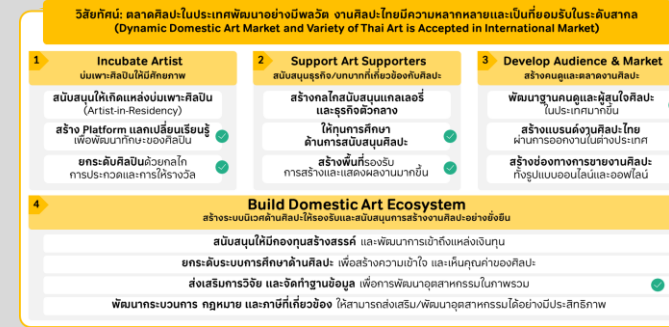 วิสัยทัศน์: ตลาดศิลปะในประเทศพัฒนาอย่างมีพลวัต งานศิลปะไทยมีความหลากหลายและเป็นที่ยอมรับในระดับสากล
(Dynamic Domestic Art Market and Variety of Thai Art is Accepted in International Market)
1
Incubate Artist
บ่มเพาะศิลปินให้มีศักยภาพ
สนับสนุนให้เกิดแหล่งบ่มเพาะศิลปิน
(Artist-in-Residency)
สร้าง Platform แลกเปลี่ยนเรียนรู้
เพื่อพัฒนาทักษะของศิลปิน
ยกระดับศิลปินด้วยกลไก
การประกวดและการให้รางวัล
2
Support Art Supporters
สนับสนุนธุรกิจ/บทบาทที่เกี่ยวข้องกับศิลปะ
สร้างกลไกสนับสนุนแกลเลอรี่
และธุรกิจตัวกลาง
ให้ทุนการศึกษา
ด้านการสนับสนุนศิลปะ
สร้างพื้นที่รองรับ
การสร้างและแสดงผลงานมากขึ้น
3
Develop Audience & Market
สร้างคนดูและตลาดงานศิลปะ
พัฒนาฐานคนดูและผู้สนใจศิลปะ
ในประเทศมากขึ้น
สร้างแบรนด์งานศิลปะไทย
ผ่านการออกงานในต่างประเทศ
สร้างช่องทางการขายงานศิลปะ
ทั้งรูปแบบออนไลน์และออฟไลน์
4
Build Domestic Art Ecosystem
สร้างระบบนิเวศด้านศิลปะให้รองรับและสนับสนุนการสร้างงานศิลปะอย่างยั่งยืน
สนับสนุนให้มีกองทุนสร้างสรรค์ และพัฒนาการเข้าถึงแหล่งเงินทุน
ยกระดับระบบการศึกษาด้านศิลปะ เพื่อสร้างความเข้าใจ และเห็นคุณค่าของศิลปะ
ส่งเสริมการวิจัย และจัดทำฐานข้อมูล เพื่อการพัฒนาอุตสาหกรรมในภาพรวม
พัฒนากระบวนการ กฎหมาย และภาษีที่เกี่ยวข้อง ให้สามารถส่งเสริม/พัฒนาอุตสาหกรรมได้อย่างมีประสิทธิภาพ